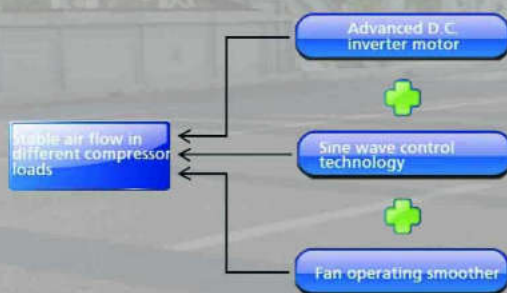 Advanced D.C.
inverter motor
Stable air flow in
different compressor
loads
Sine wave control
technology
Fan operating smoother